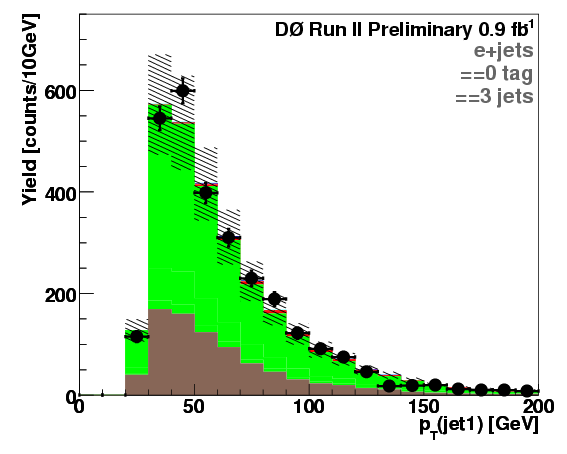 DØ Run II Preliminary 0.9 fb⁻¹
e+jets
==0 tag
==3 jets
Yield [counts/10GeV]
600
400
200
0
0 50 100 150 200
p_T(jet1) [GeV]